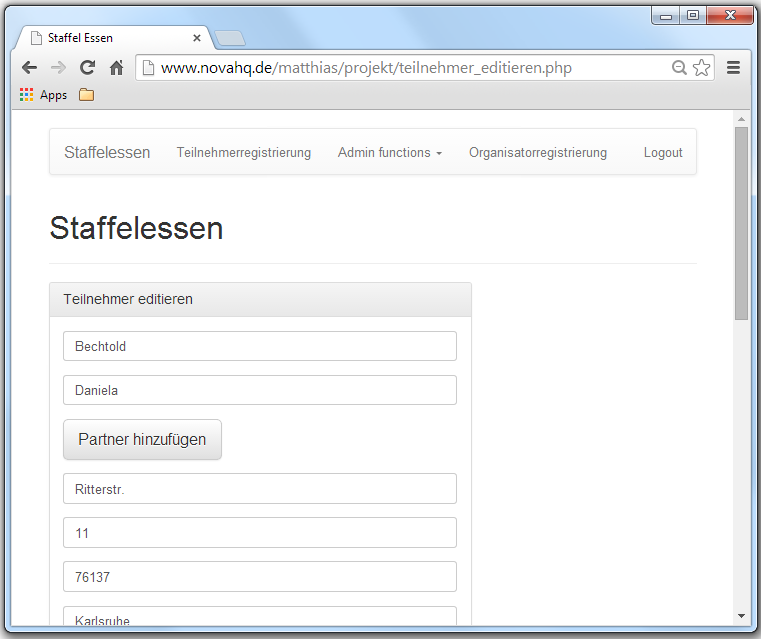 Staffel Essen
www.novahq.de/matthias/projekt/teilnehmer_editieren.php
Apps
Staffelessen Teilnehmerregistrierung Admin functions Organisatorregistrierung Logout
Staffelessen
Teilnehmer editieren
Bechtold
Daniela
Partner hinzufügen
Ritterstr.
11
76137
Karlsruhe